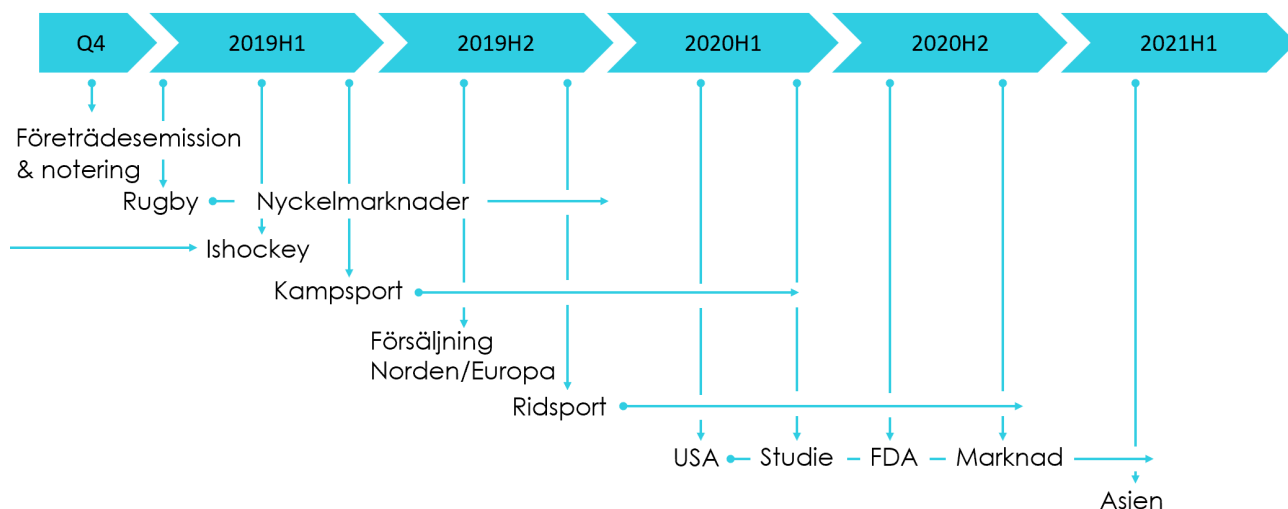 Q4
2019H1
2019H2
2020H1
2020H2
2021H1
Företrädesemission
& notering
Rugby
Nyckelmarknader
Ishockey
Kampsport
Försäljning
Norden/Europa
Ridsport
USA
Studie
FDA
Marknad
Asien